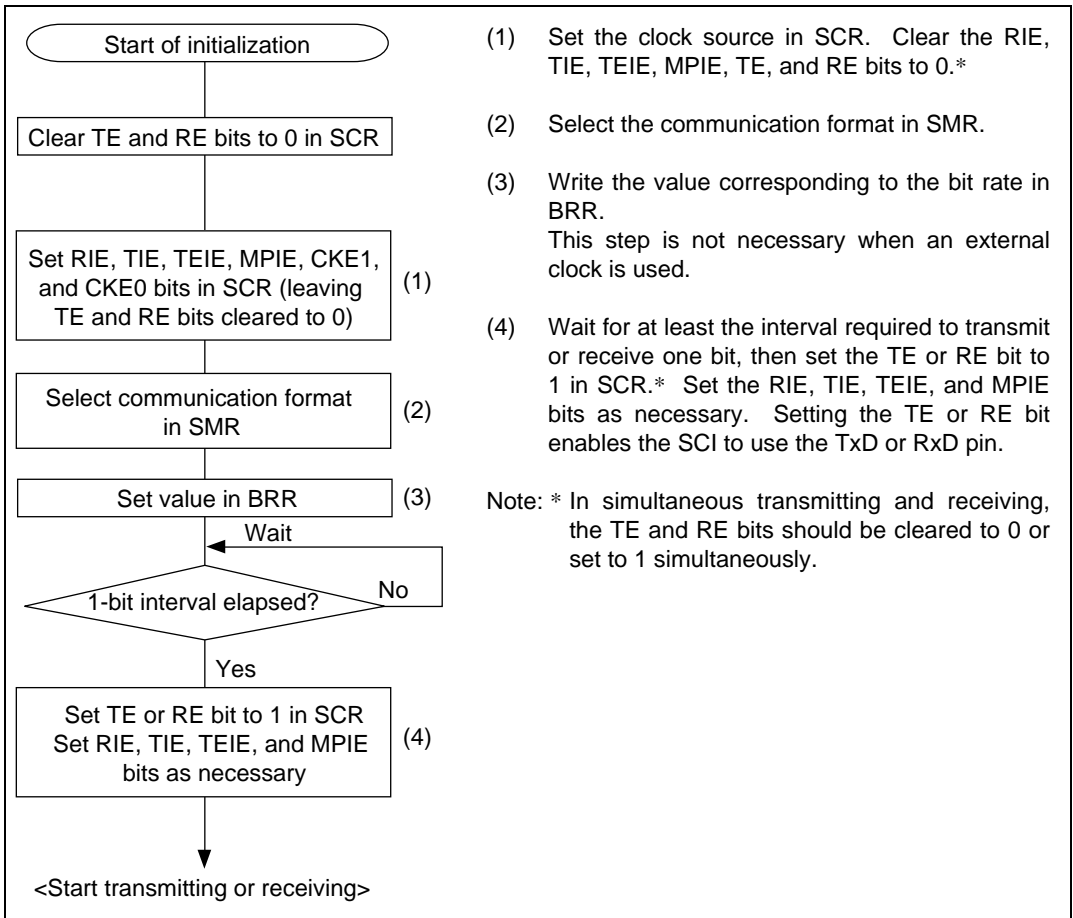 Start of initialization
Clear TE and RE bits to 0 in SCR
Set RIE, TIE, TEIE, MPIE, CKE1,
and CKE0 bits in SCR (leaving
TE and RE bits cleared to 0)
(1)
Select communication format
in SMR
(2)
Set value in BRR
(3)
Wait
1-bit interval elapsed?
No
Yes
Set TE or RE bit to 1 in SCR
Set RIE, TIE, TEIE, and MPIE
bits as necessary
(4)
<Start transmitting or receiving>
(1) Set the clock source in SCR. Clear the RIE,
TIE, TEIE, MPIE, TE, and RE bits to 0.*
(2) Select the communication format in SMR.
(3) Write the value corresponding to the bit rate in
BRR.
This step is not necessary when an external
clock is used.
(4) Wait for at least the interval required to transmit
or receive one bit, then set the TE or RE bit to
1 in SCR.* Set the RIE, TIE, TEIE, and MPIE
bits as necessary. Setting the TE or RE bit
enables the SCI to use the TxD or RxD pin.
Note: * In simultaneous transmitting and receiving,
the TE and RE bits should be cleared to 0 or
set to 1 simultaneously.